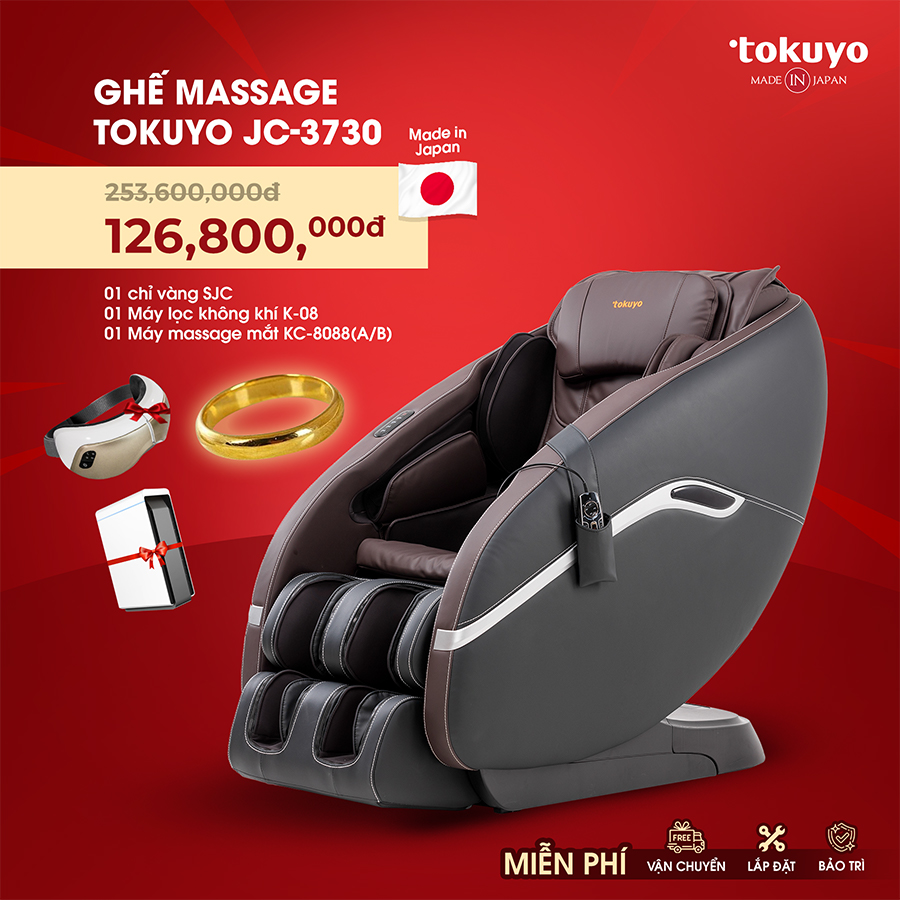 tokuyo
MADE IN JAPAN
GHẾ MASSAGE
TOKUYO JC-3730
Made in
Japan
253,600,000đ
126,800,000đ
01 chỉ vàng SJC
01 Máy lọc không khí K-08
01 Máy massage mắt KC-8088(A/B)
tokuyo
FREE
MIỄN PHÍ
VẬN CHUYỂN
LẮP ĐẶT
BẢO TRÌ